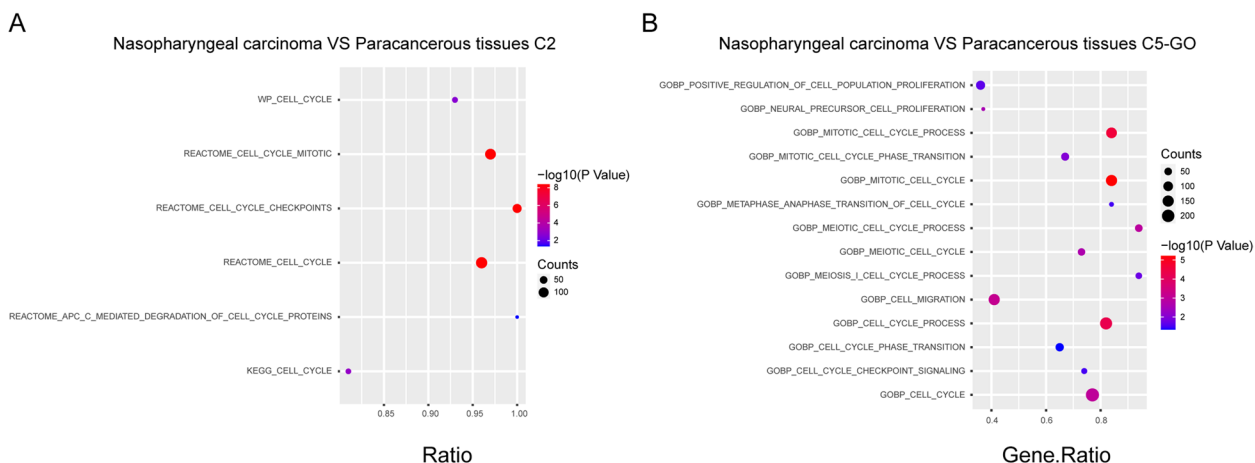 A
Nasopharyngeal carcinoma VS Paracancerous tissues C2
WP_CELL_CYCLE
REACTOME_CELL_CYCLE_MITOTIC
REACTOME_CELL_CYCLE_CHECKPOINTS
REACTOME_CELL_CYCLE
REACTOME_APC_C_MEDIATED_DEGRADATION_OF_CELL_CYCLE_PROTEINS
KEGG_CELL_CYCLE
0.85 0.90 0.95 1.00
Ratio
−log10(P Value)
8
6
4
2
Counts
50
100
B
Nasopharyngeal carcinoma VS Paracancerous tissues C5-GO
GOBP_POSITIVE_REGULATION_OF_CELL_POPULATION_PROLIFERATION
GOBP_NEURAL_PRECURSOR_CELL_PROLIFERATION
GOBP_MITOTIC_CELL_CYCLE_PROCESS
GOBP_MITOTIC_CELL_CYCLE_PHASE_TRANSITION
GOBP_MITOTIC_CELL_CYCLE
GOBP_METAPHASE_ANAPHASE_TRANSITION_OF_CELL_CYCLE
GOBP_MEIOTIC_CELL_CYCLE_PROCESS
GOBP_MEIOTIC_CELL_CYCLE
GOBP_MEIOSIS_I_CELL_CYCLE_PROCESS
GOBP_CELL_MIGRATION
GOBP_CELL_CYCLE_PROCESS
GOBP_CELL_CYCLE_PHASE_TRANSITION
GOBP_CELL_CYCLE_CHECKPOINT_SIGNALING
GOBP_CELL_CYCLE
0.4 0.6 0.8
Gene.Ratio
Counts
50
100
150
200
−log10(P Value)
5
4
3
2